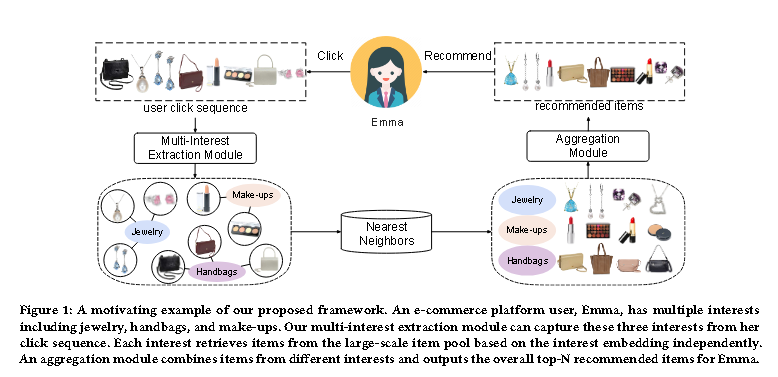 Click
Recommend
Emma
user click sequence
recommended items
Multi-Interest
Extraction Module
Aggregation
Module
Make-ups
Jewelry
Handbags
Nearest
Neighbors
Jewelry
Make-ups
Handbags
Figure 1: A motivating example of our proposed framework. An e-commerce platform user, Emma, has multiple interests
including jewelry, handbags, and make-ups. Our multi-interest extraction module can capture these three interests from her
click sequence. Each interest retrieves items from the large-scale item pool based on the interest embedding independently.
An aggregation module combines items from different interests and outputs the overall top-N recommended items for Emma.